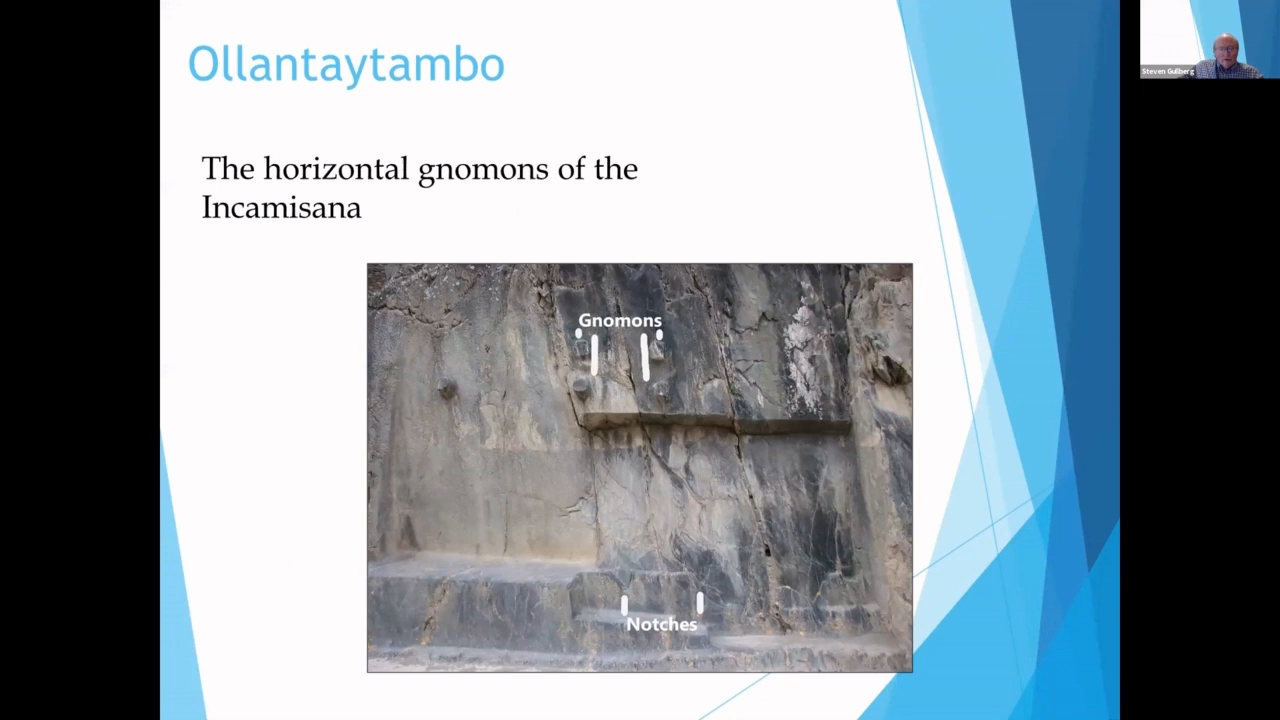 Ollantaytambo
The horizontal gnomons of the
Incamisana
Gnomons
Notches
Steven Gullberg